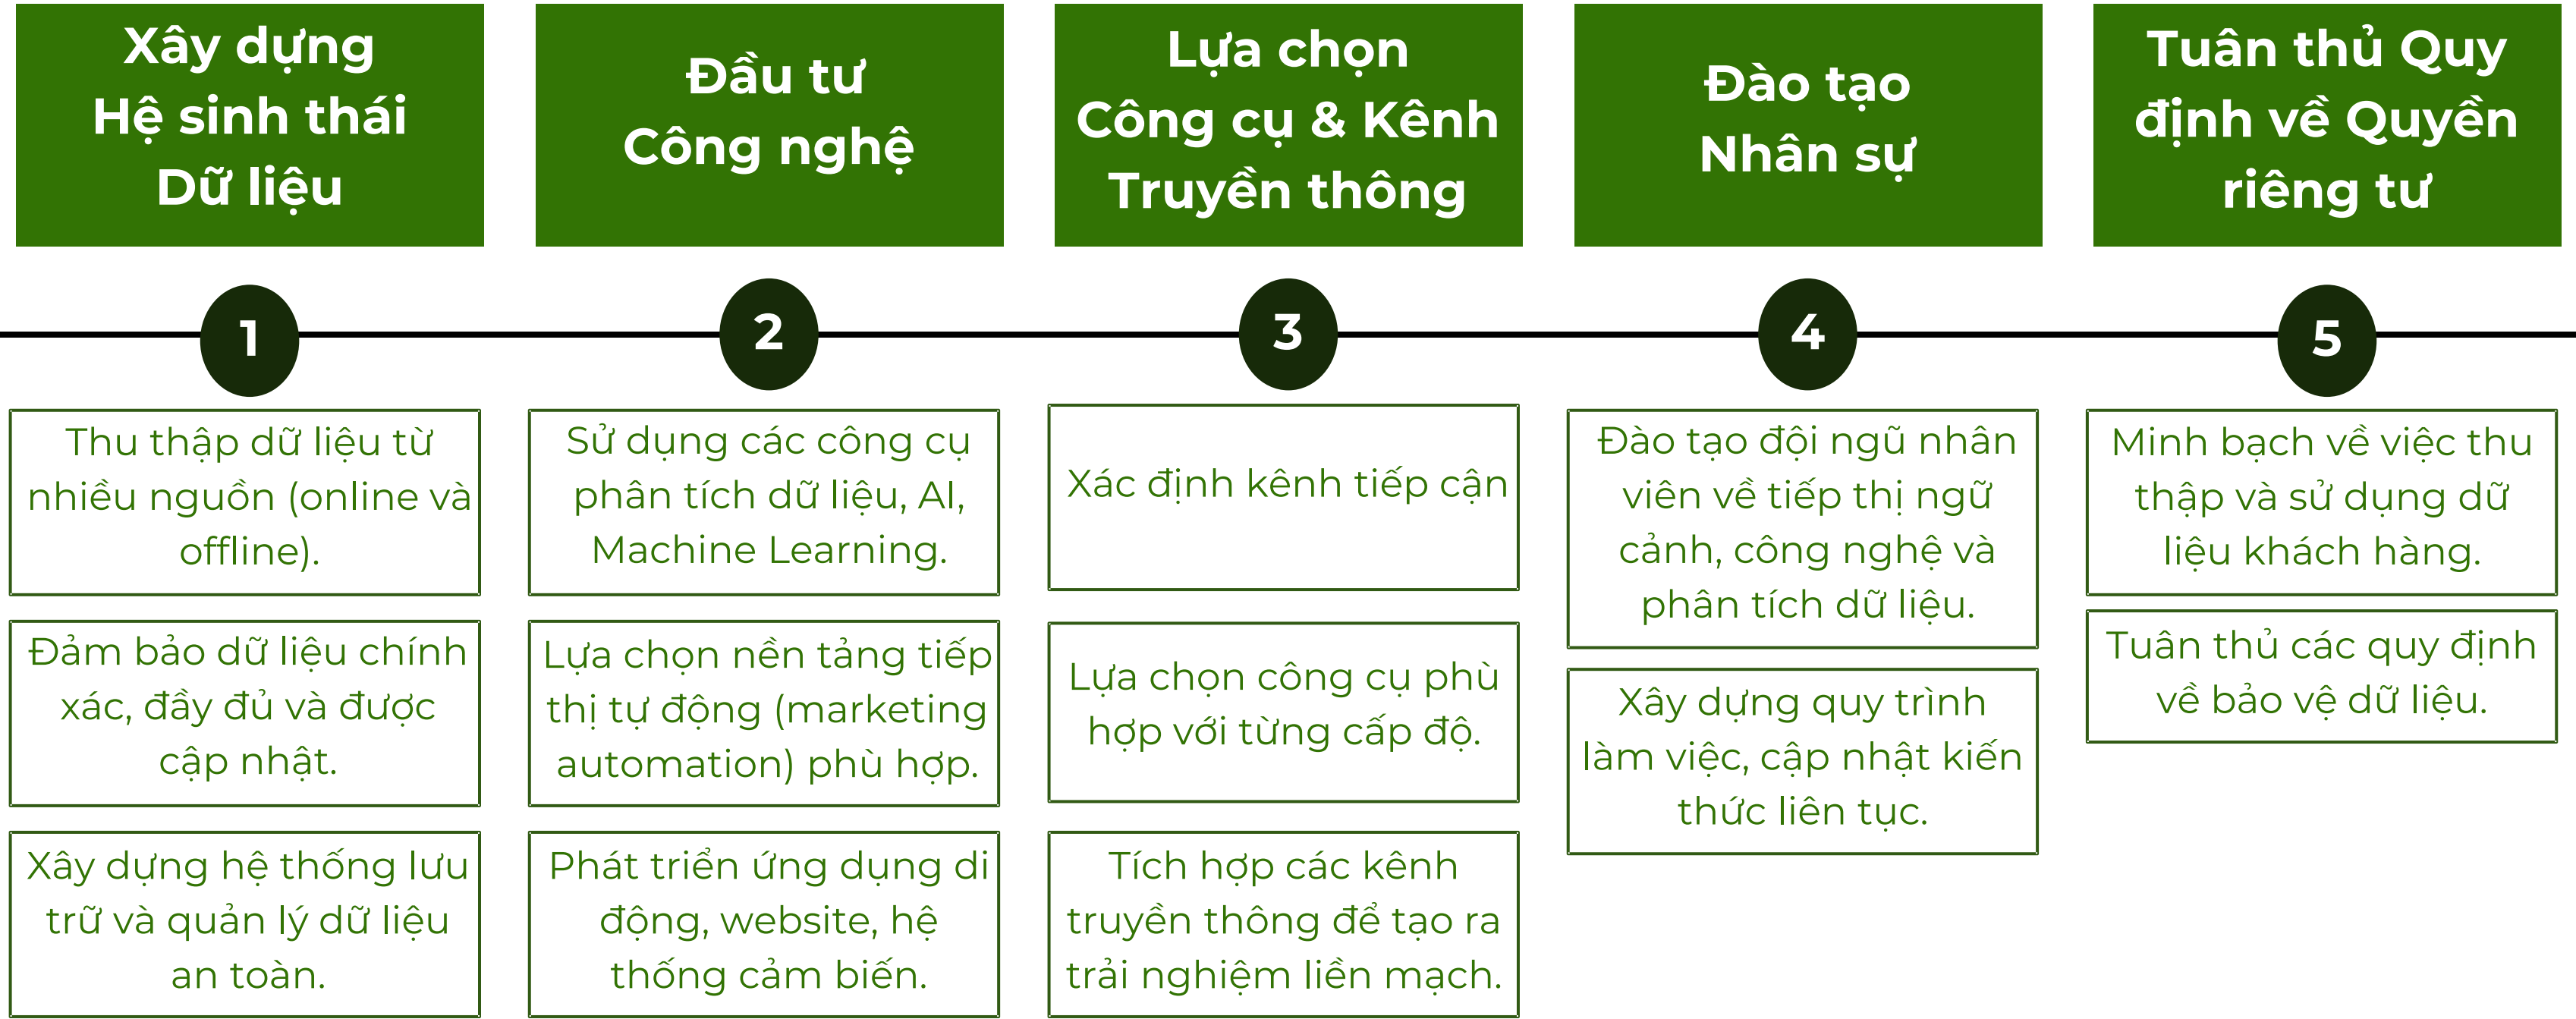 Xây dựng
Hệ sinh thái
Dữ liệu
Đầu tư
Công nghệ
Lựa chọn
Công cụ & Kênh
Truyền thông
Đào tạo
Nhân sự
Tuân thủ Quy
định về Quyền
riêng tư
1
2
3
4
5
Thu thập dữ liệu từ
nhiều nguồn (online và
offline).
Đảm bảo dữ liệu chính
xác, đầy đủ và được
cập nhật.
Xây dựng hệ thống lưu
trữ và quản lý dữ liệu
an toàn.
Sử dụng các công cụ
phân tích dữ liệu, AI,
Machine Learning.
Lựa chọn nền tảng tiếp
thị tự động (marketing
automation) phù hợp.
Phát triển ứng dụng di
động, website, hệ
thống cảm biến.
Xác định kênh tiếp cận
Lựa chọn công cụ phù
hợp với từng cấp độ.
Tích hợp các kênh
truyền thông để tạo ra
trải nghiệm liền mạch.
Đào tạo đội ngũ nhân
viên về tiếp thị ngữ
cảnh, công nghệ và
phân tích dữ liệu.
Xây dựng quy trình
làm việc, cập nhật kiến
thức liên tục.
Minh bạch về việc thu
thập và sử dụng dữ
liệu khách hàng.
Tuân thủ các quy định
về bảo vệ dữ liệu.